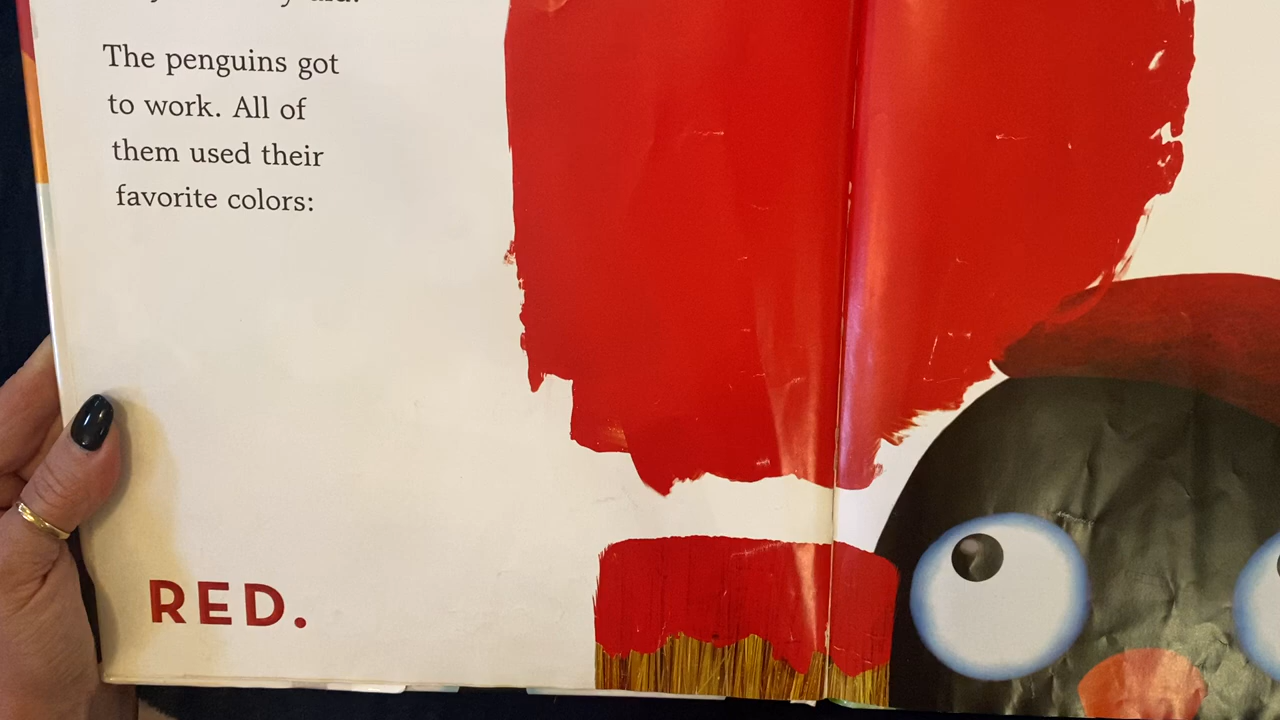 The penguins got
to work. All of
them used their
favorite colors:
RED.